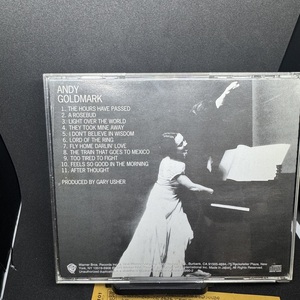 ANDY
GOLDMARK
1. THE HOURS HAVE PASSED
2. A ROSEBUD
3. LIGHT OVER THE WORLD
4. THEY TOOK MINE AWAY
5. I DON'T BELIEVE IN WISDOM
6. LORD OF THE RING
7. FLY HOME DARLIN' LOVE
8. THE TRAIN THAT GOES TO MEXICO
9. TOO TIRED TO FIGHT
10. FEELS SO GOOD IN THE MORNING
11. AFTER THOUGHT
PRODUCED BY GARY USHER